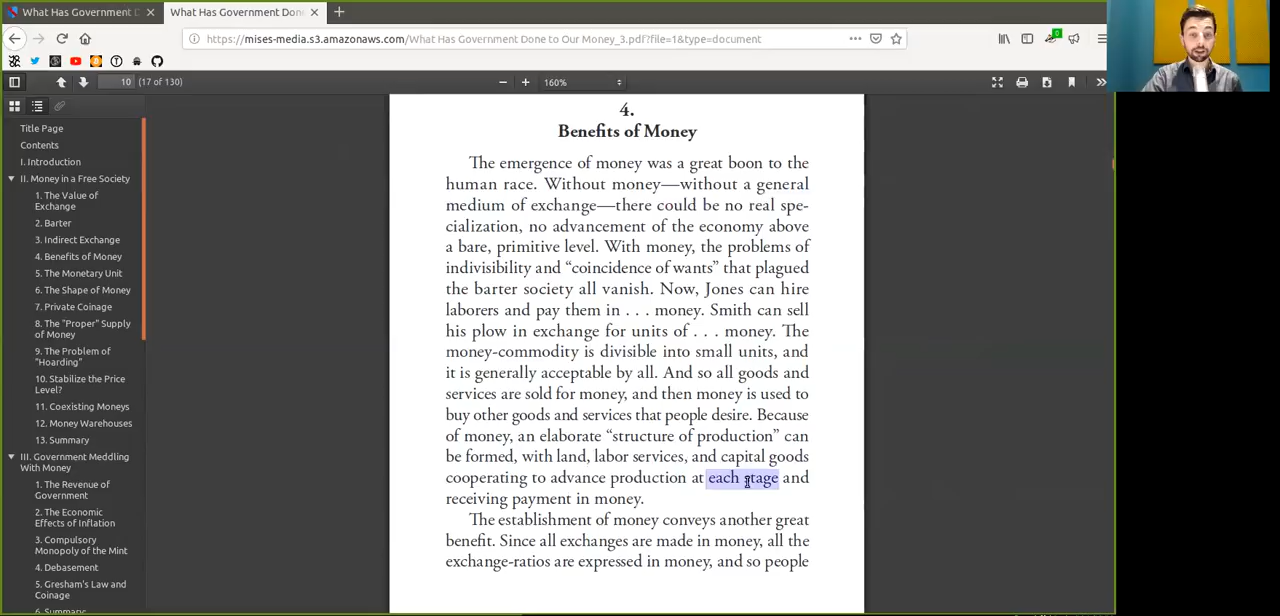 What Has Government D
What Has Government Don
https://mises-media.s3.amazonaws.com/What Has Government Done to Our Money_3.pdf?file=1&type=document
0
10 (17 of 130)
160%
Title Page
Contents
I. Introduction
II. Money in a Free Society
1. The Value of
Exchange
2. Barter
3. Indirect Exchange
4. Benefits of Money
5. The Monetary Unit
6. The Shape of Money
7. Private Coinage
8. The "Proper" Supply
of Money
9. The Problem of
"Hoarding"
10. Stabilize the Price
Level?
11. Coexisting Moneys
12. Money Warehouses
13. Summary
III. Government Meddling
With Money
1. The Revenue of
Government
2. The Economic
Effects of Inflation
3. Compulsory
Monopoly of the Mint
4. Debasement
5. Gresham's Law and
Coinage
6. Summary
4.
Benefits of Money
The emergence of money was a great boon to the
human race. Without money—without a general
medium of exchange—there could be no real spe-
cialization, no advancement of the economy above
a bare, primitive level. With money, the problems of
indivisibility and “coincidence of wants” that plagued
the barter society all vanish. Now, Jones can hire
laborers and pay them in . . . money. Smith can sell
his plow in exchange for units of . . . money. The
money-commodity is divisible into small units, and
it is generally acceptable by all. And so all goods and
services are sold for money, and then money is used to
buy other goods and services that people desire. Because
of money, an elaborate “structure of production” can
be formed, with land, labor services, and capital goods
cooperating to advance production at each stage and
receiving payment in money.
The establishment of money conveys another great
benefit. Since all exchanges are made in money, all the
exchange-ratios are expressed in money, and so people